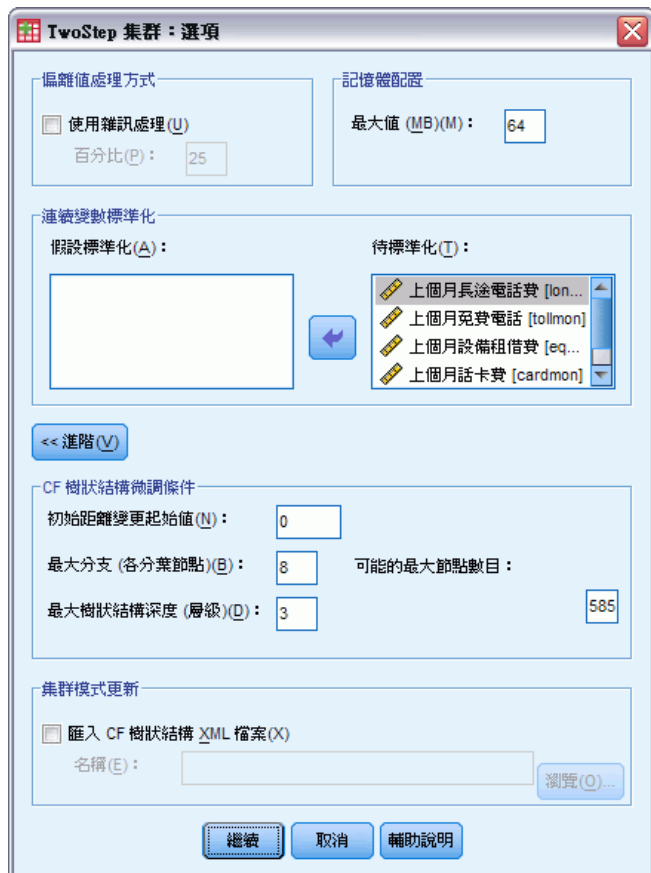 TwoStep 集群：選項
偏離值處理方式
使用雜訊處理(U)
百分比(P)： 25
記憶體配置
最大值 (MB)(M)： 64
連續變數標準化
假設標準化(A)：
待標準化(T)：
上個月長途電話費 [lon...
上個月免費電話 [tollmon]
上個月設備租借費 [eq...
上個月話卡費 [cardmon]
<< 進階(V)
CF 樹狀結構微調條件
初始距離變更起始值(N)： 0
最大分支 (各分葉節點)(B)： 8
可能的最大節點數目：
585
最大樹狀結構深度 (層級)(D)： 3
集群模式更新
匯入 CF 樹狀結構 XML 檔案(X)
名稱(E)：
瀏覽(O)...
繼續 取消 輔助說明